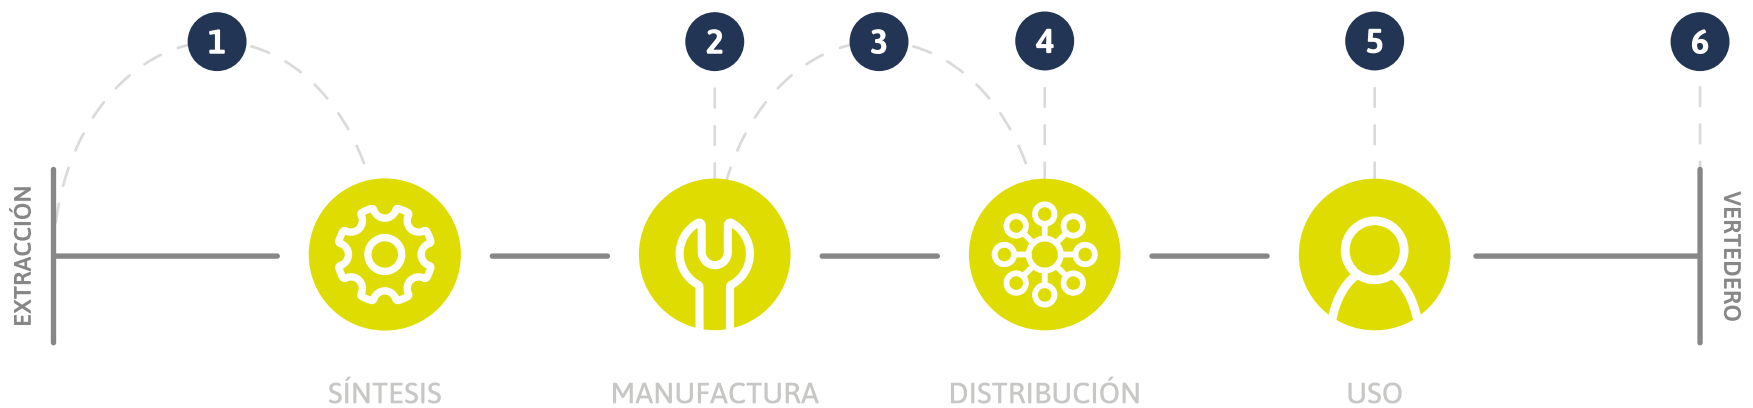 1
2
3
4
5
6
EXTRACCIÓN
VERTEDERO
SÍNTESIS
MANUFACTURA
DISTRIBUCIÓN
USO